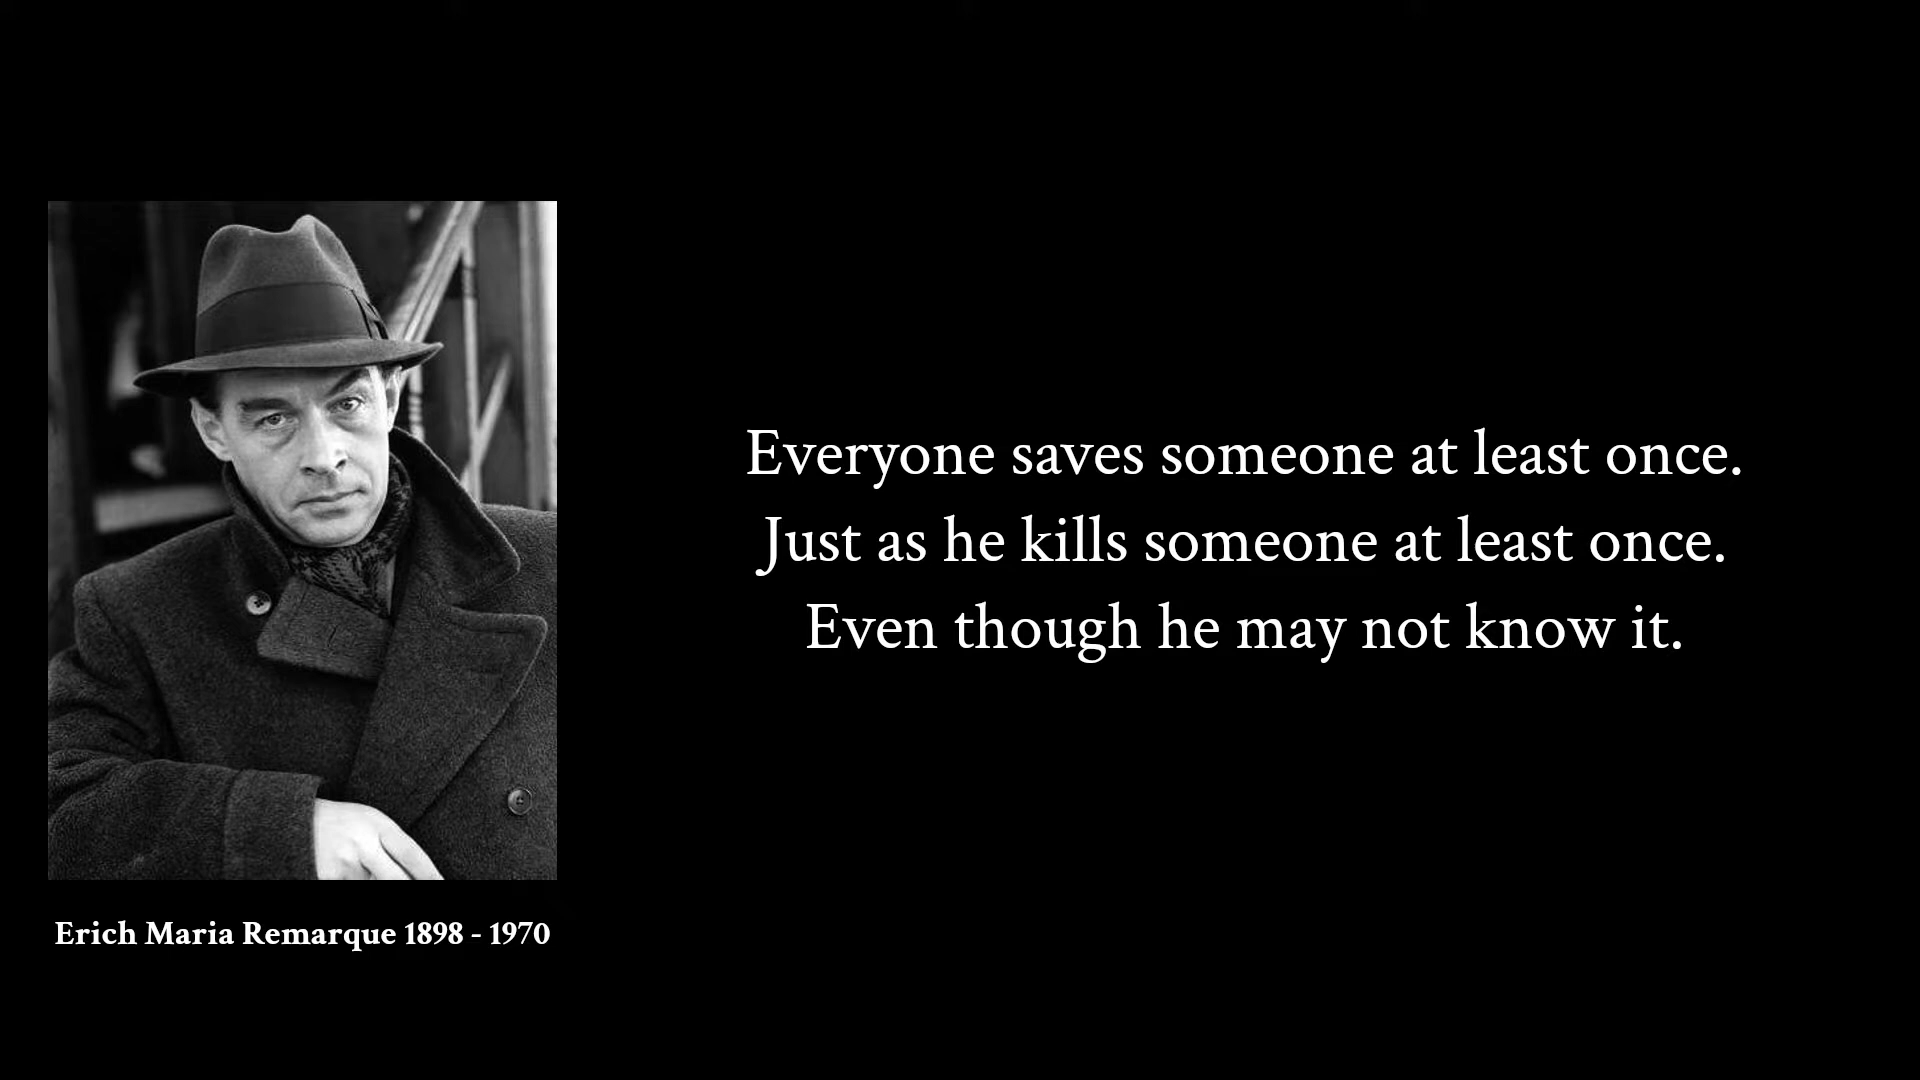 Everyone saves someone at least once.
Just as he kills someone at least once.
Even though he may not know it.
Erich Maria Remarque 1898 - 1970